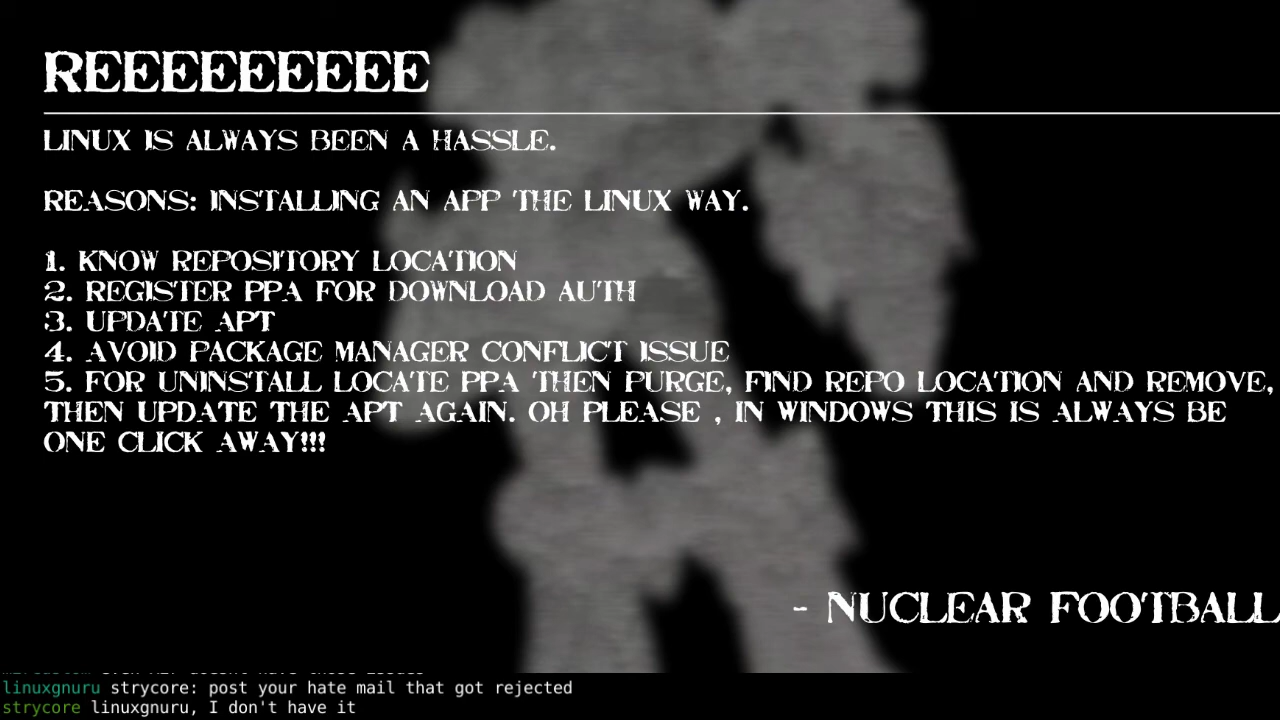 REEEEEEEEE
LINUX IS ALWAYS BEEN A HASSLE.
REASONS: INSTALLING AN APP THE LINUX WAY.
1. KNOW REPOSITORY LOCATION
2. REGISTER PPA FOR DOWNLOAD AUTH
3. UPDATE APT
4. AVOID PACKAGE MANAGER CONFLICT ISSUE
5. FOR UNINSTALL LOCATE PPA THEN PURGE, FIND REPO LOCATION AND REMOVE,
THEN UPDATE THE APT AGAIN. OH PLEASE , IN WINDOWS THIS IS ALWAYS BE
ONE CLICK AWAY!!!
- NUCLEAR FOOTBALL
linuxgnuru strycore: post your hate mail that got rejected
strycore linuxgnuru, I don't have it